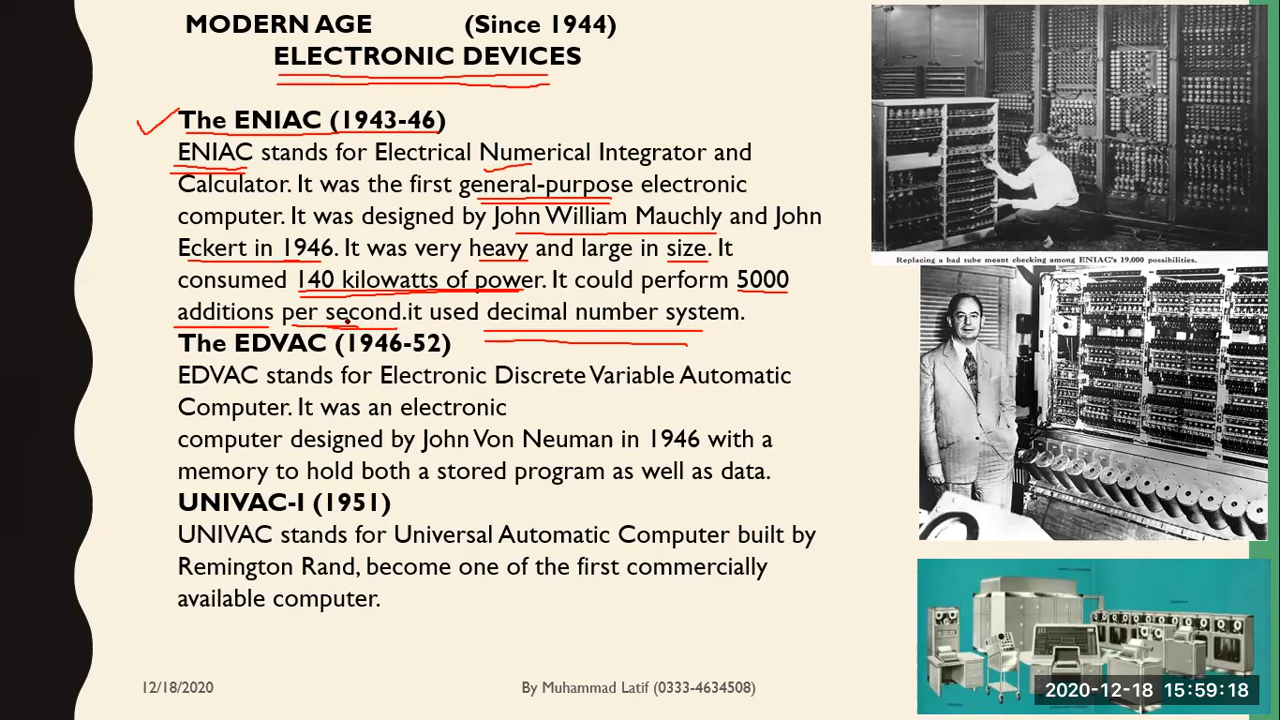 MODERN AGE (Since 1944)
ELECTRONIC DEVICES
The ENIAC (1943-46)
ENIAC stands for Electrical Numerical Integrator and
Calculator. It was the first general-purpose electronic
computer. It was designed by John William Mauchly and John
Eckert in 1946. It was very heavy and large in size. It
consumed 140 kilowatts of power. It could perform 5000
additions per second.it used decimal number system.
The EDVAC (1946-52)
EDVAC stands for Electronic Discrete Variable Automatic
Computer. It was an electronic
computer designed by John Von Neuman in 1946 with a
memory to hold both a stored program as well as data.
UNIVAC-I (1951)
UNIVAC stands for Universal Automatic Computer built by
Remington Rand, become one of the first commercially
available computer.
Replacing a bad tube meant checking among ENIAC's 19,000 possibilities.
12/18/2020
By Muhammad Latif (0333-4634508)
2020-12-18 15:59:18